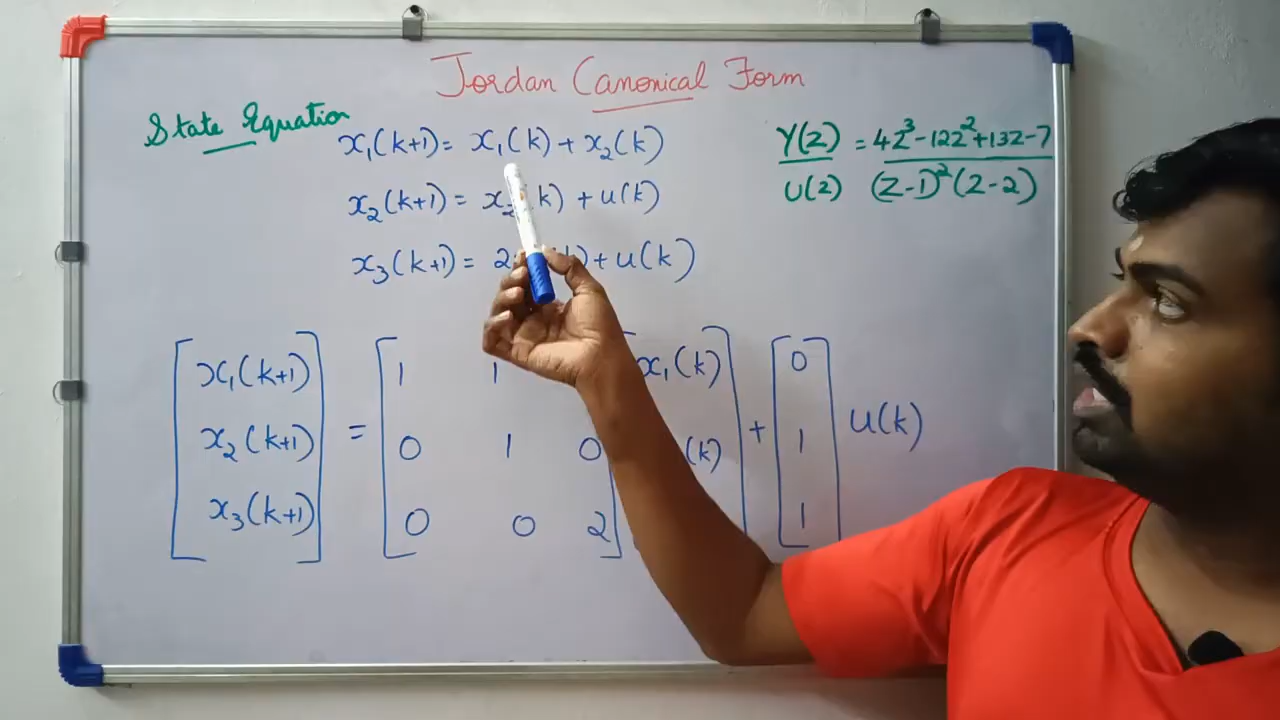 Jordan Canonical Form
State Equation
x₁(k+1) = x₁(k) + x₂(k)
x₂(k+1) = x₂ k) + u(k)
x₃(k+1) = 2 ) + u(k)
Y(z)/U(z) = 4z³-12z²+13z-7/(z-1)²(z-2)
x₁(k+1) 1 1 x₁(k) 0
x₂(k+1) = 0 1 0 (k) + 1 u(k)
x₃(k+1) 0 0 2 1